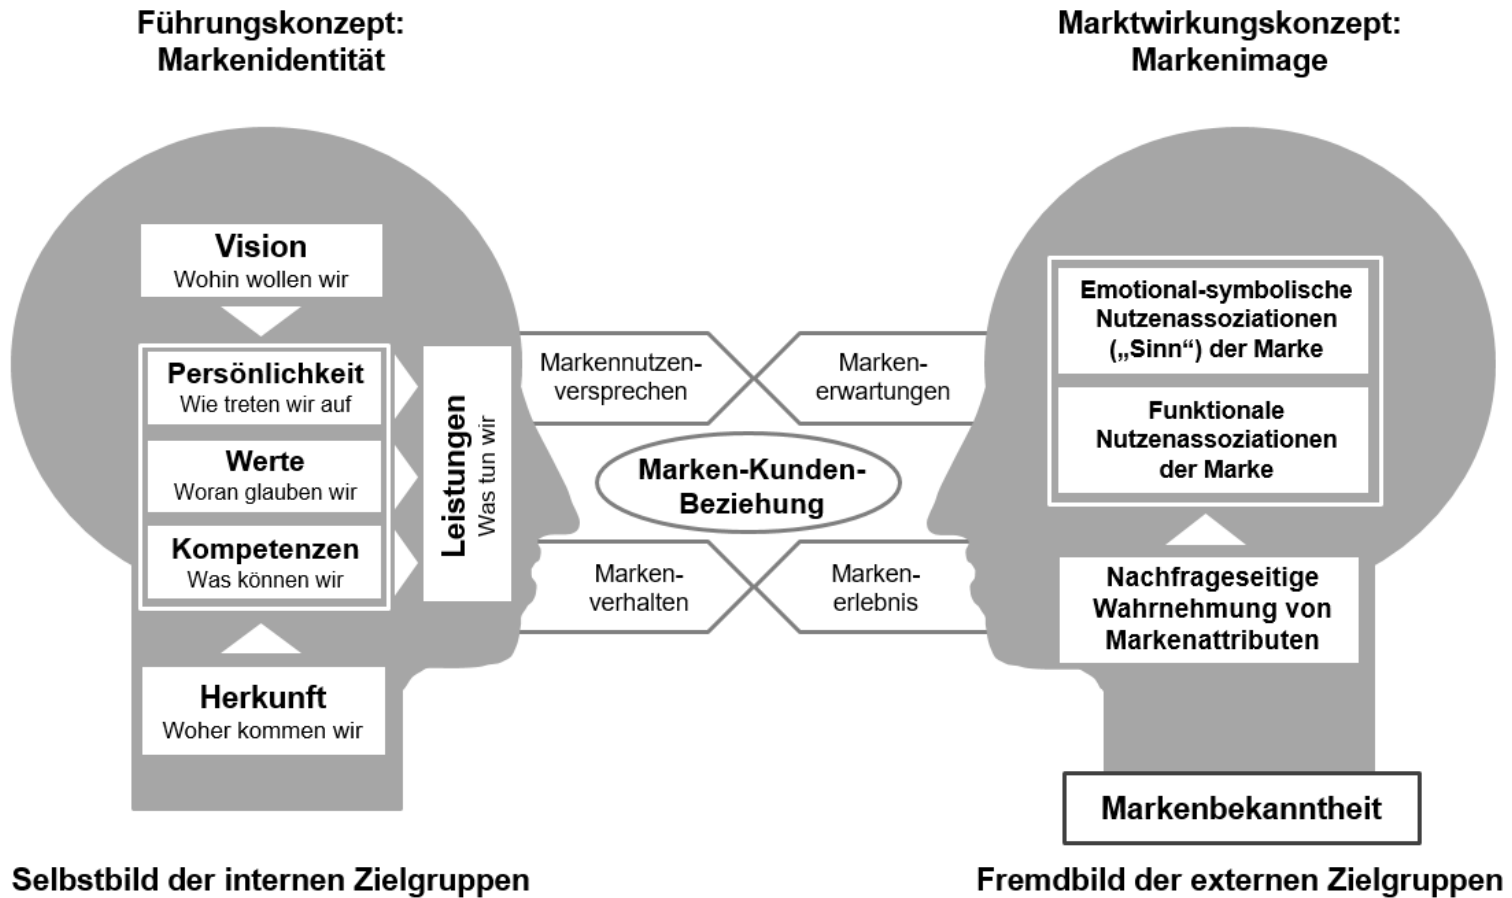 Führungskonzept:
Markenidentität
Vision
Wohin wollen wir
Persönlichkeit
Wie treten wir auf
Werte
Woran glauben wir
Kompetenzen
Was können wir
Herkunft
Woher kommen wir
Leistungen
Was tun wir
Selbstbild der internen Zielgruppen
Markennutzen-
versprechen
Marken-
erwartungen
Marken-Kunden-
Beziehung
Marken-
verhalten
Marken-
erlebnis
Marktwirkungskonzept:
Markenimage
Emotional-symbolische
Nutzenassoziationen
(„Sinn“) der Marke
Funktionale
Nutzenassoziationen
der Marke
Nachfrageseitige
Wahrnehmung von
Markenattributen
Markenbekanntheit
Fremdbild der externen Zielgruppen